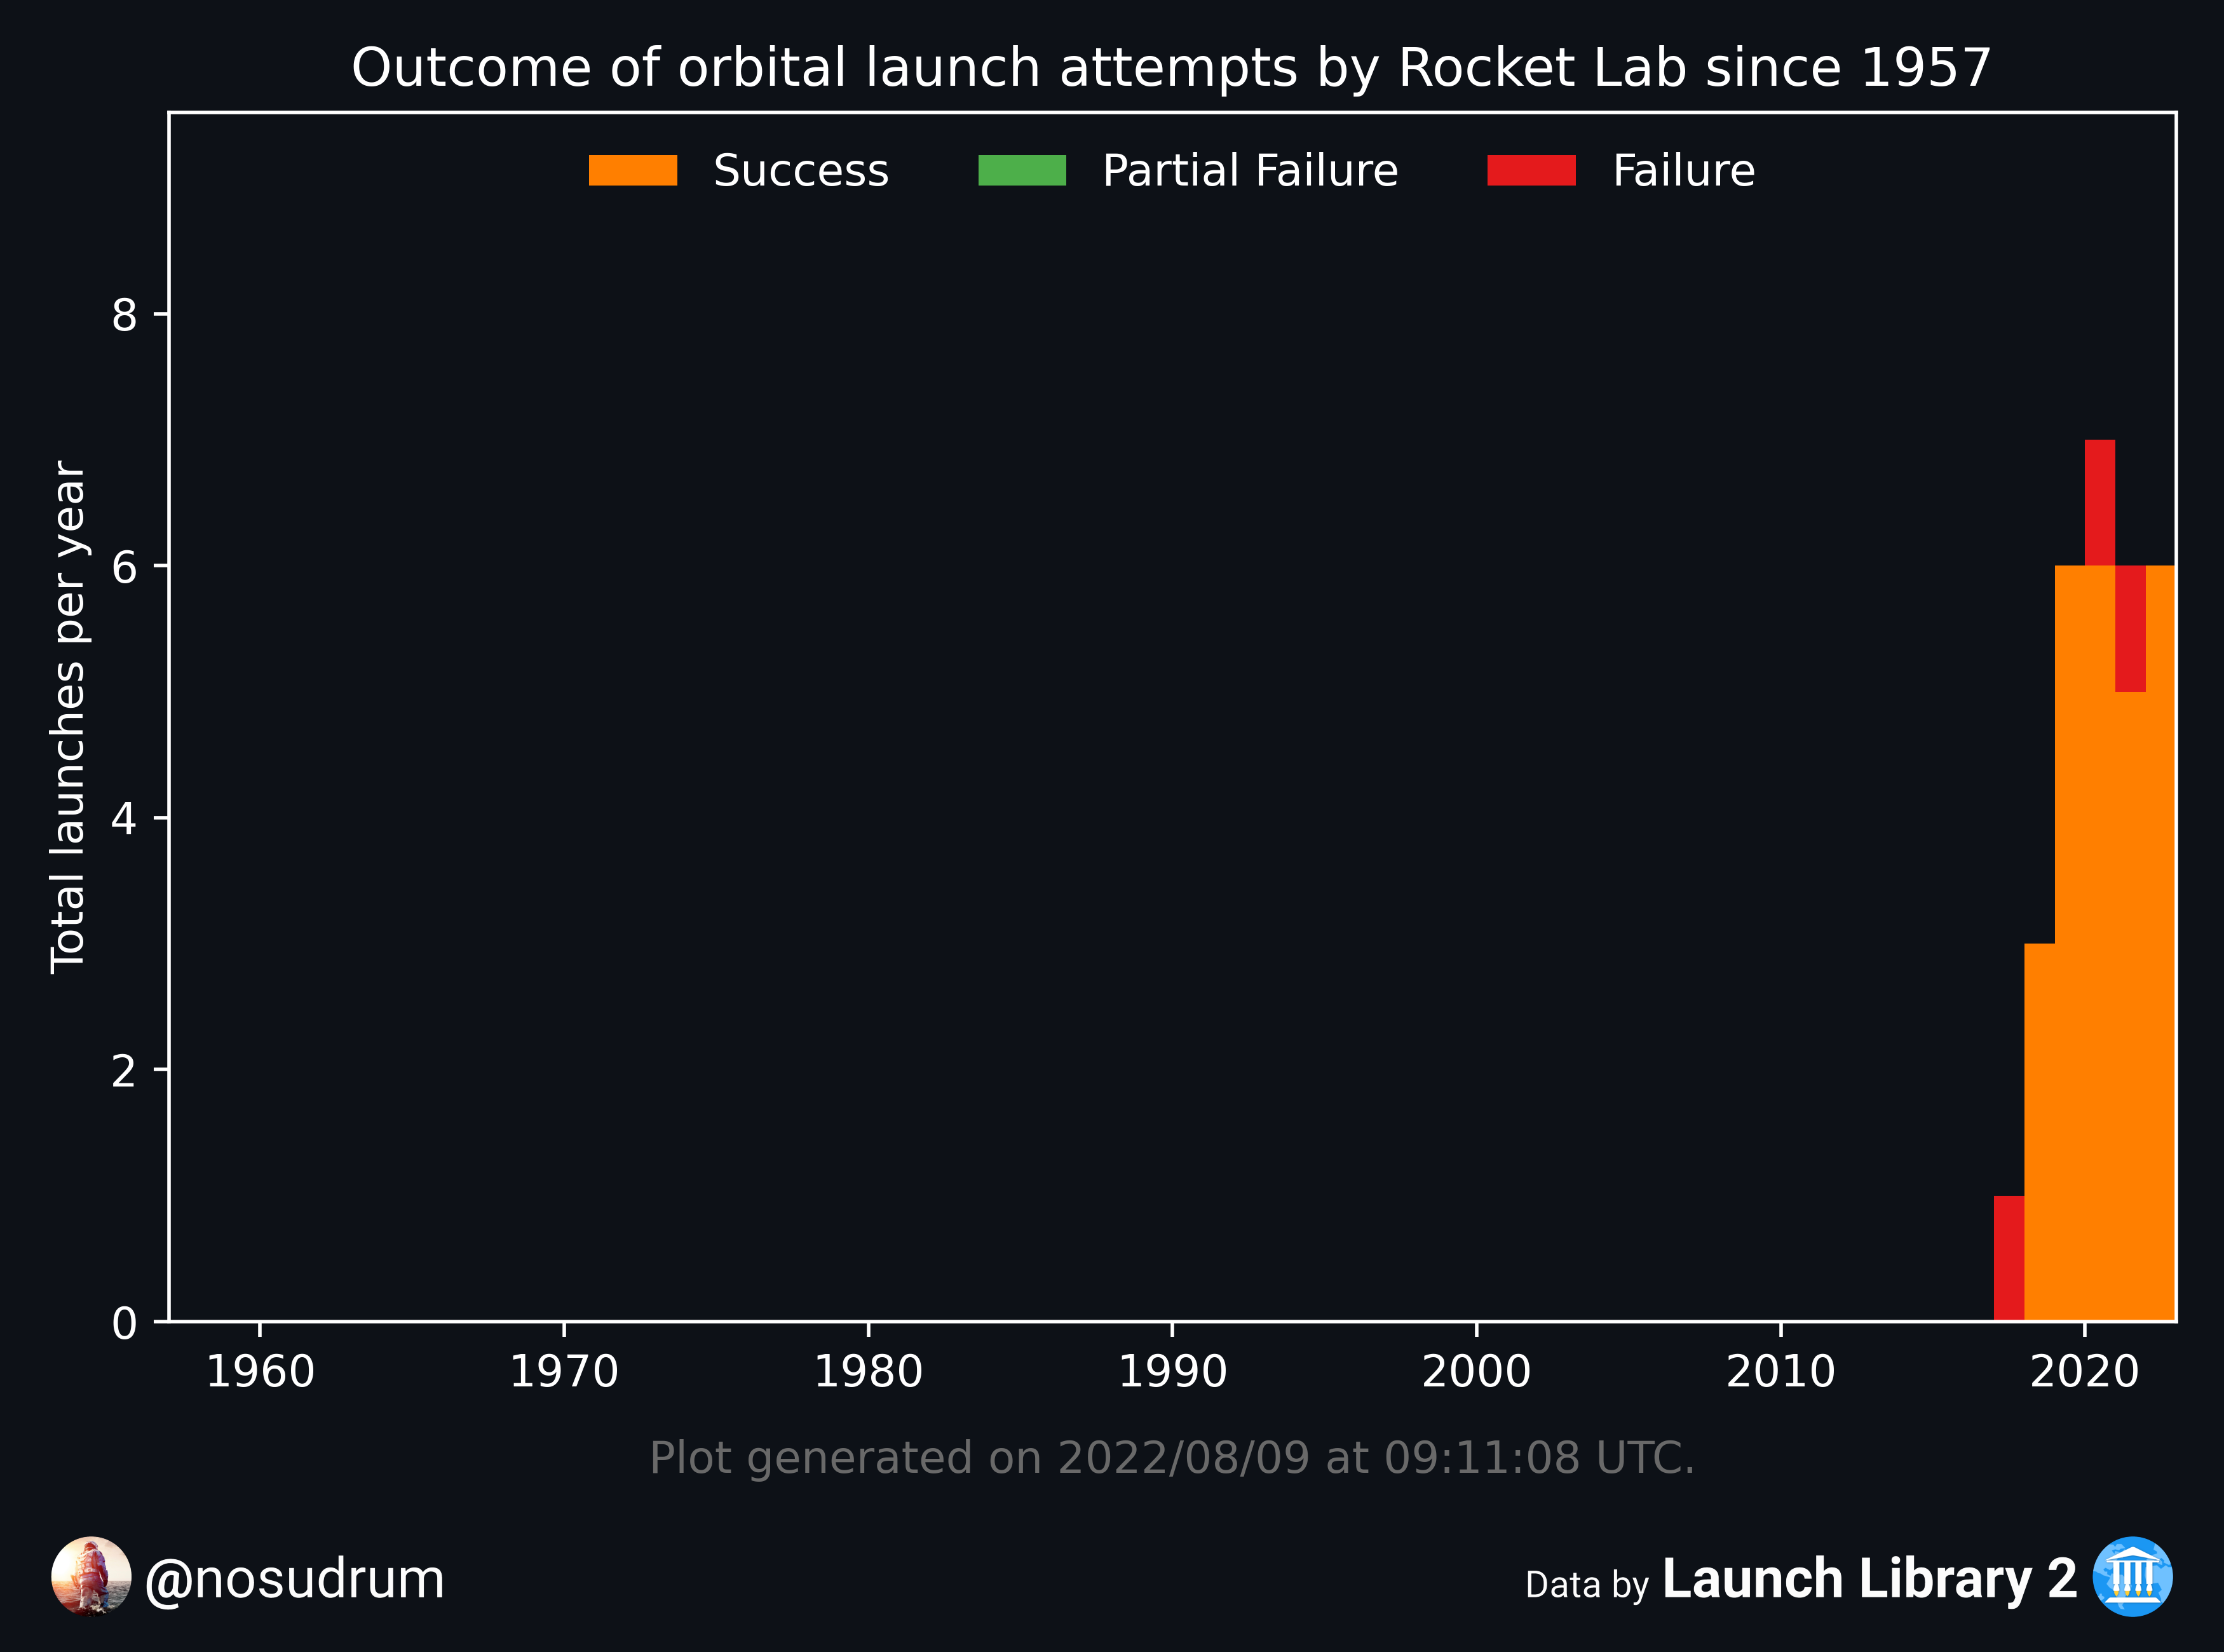 Outcome of orbital launch attempts by Rocket Lab since 1957
Success Partial Failure Failure
Total launches per year
8
6
4
2
0
1960 1970 1980 1990 2000 2010 2020
Plot generated on 2022/08/09 at 09:11:08 UTC.
@nosudrum
Data by Launch Library 2